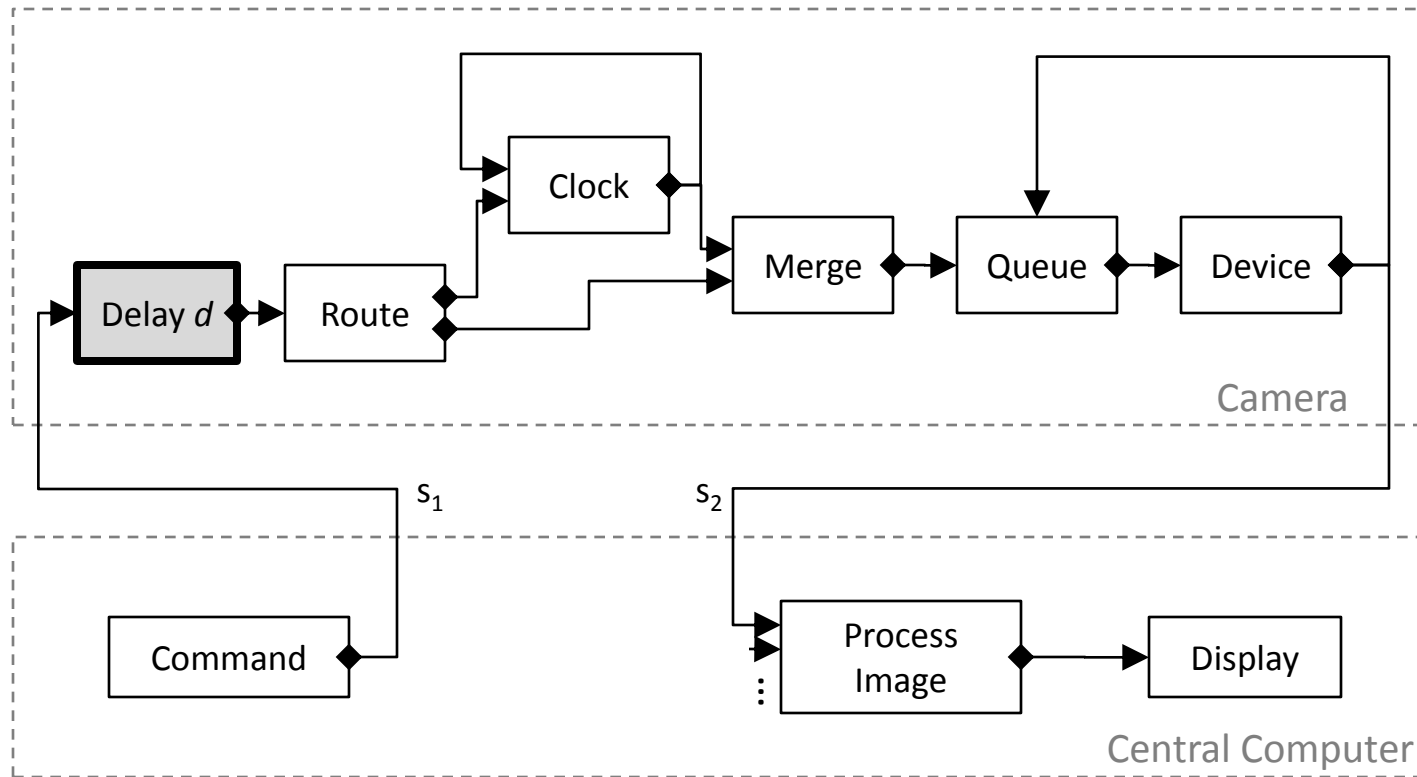 Clock
Merge
Queue
Device
Delay d
Route
Camera
s₁
s₂
Command
Process
Image
...
Display
Central Computer